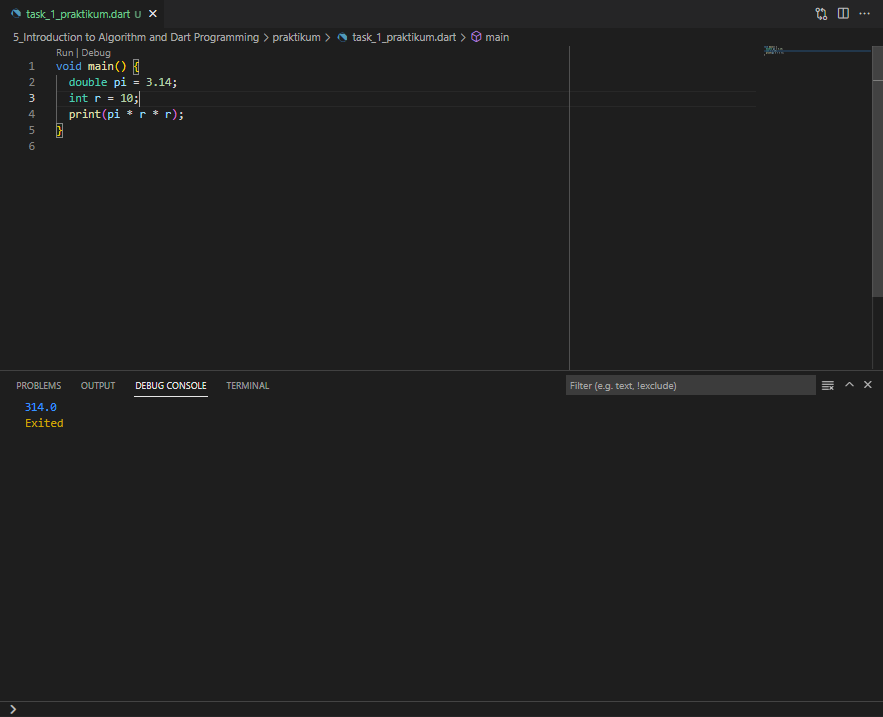 task_1_praktikum.dart U
5_Introduction to Algorithm and Dart Programming > praktikum > task_1_praktikum.dart > main
Run | Debug
1 void main() {
2 double pi = 3.14;
3 int r = 10;
4 print(pi * r * r);
5 }
6
PROBLEMS OUTPUT DEBUG CONSOLE TERMINAL Filter (e.g. text, !exclude)
314.0
Exited